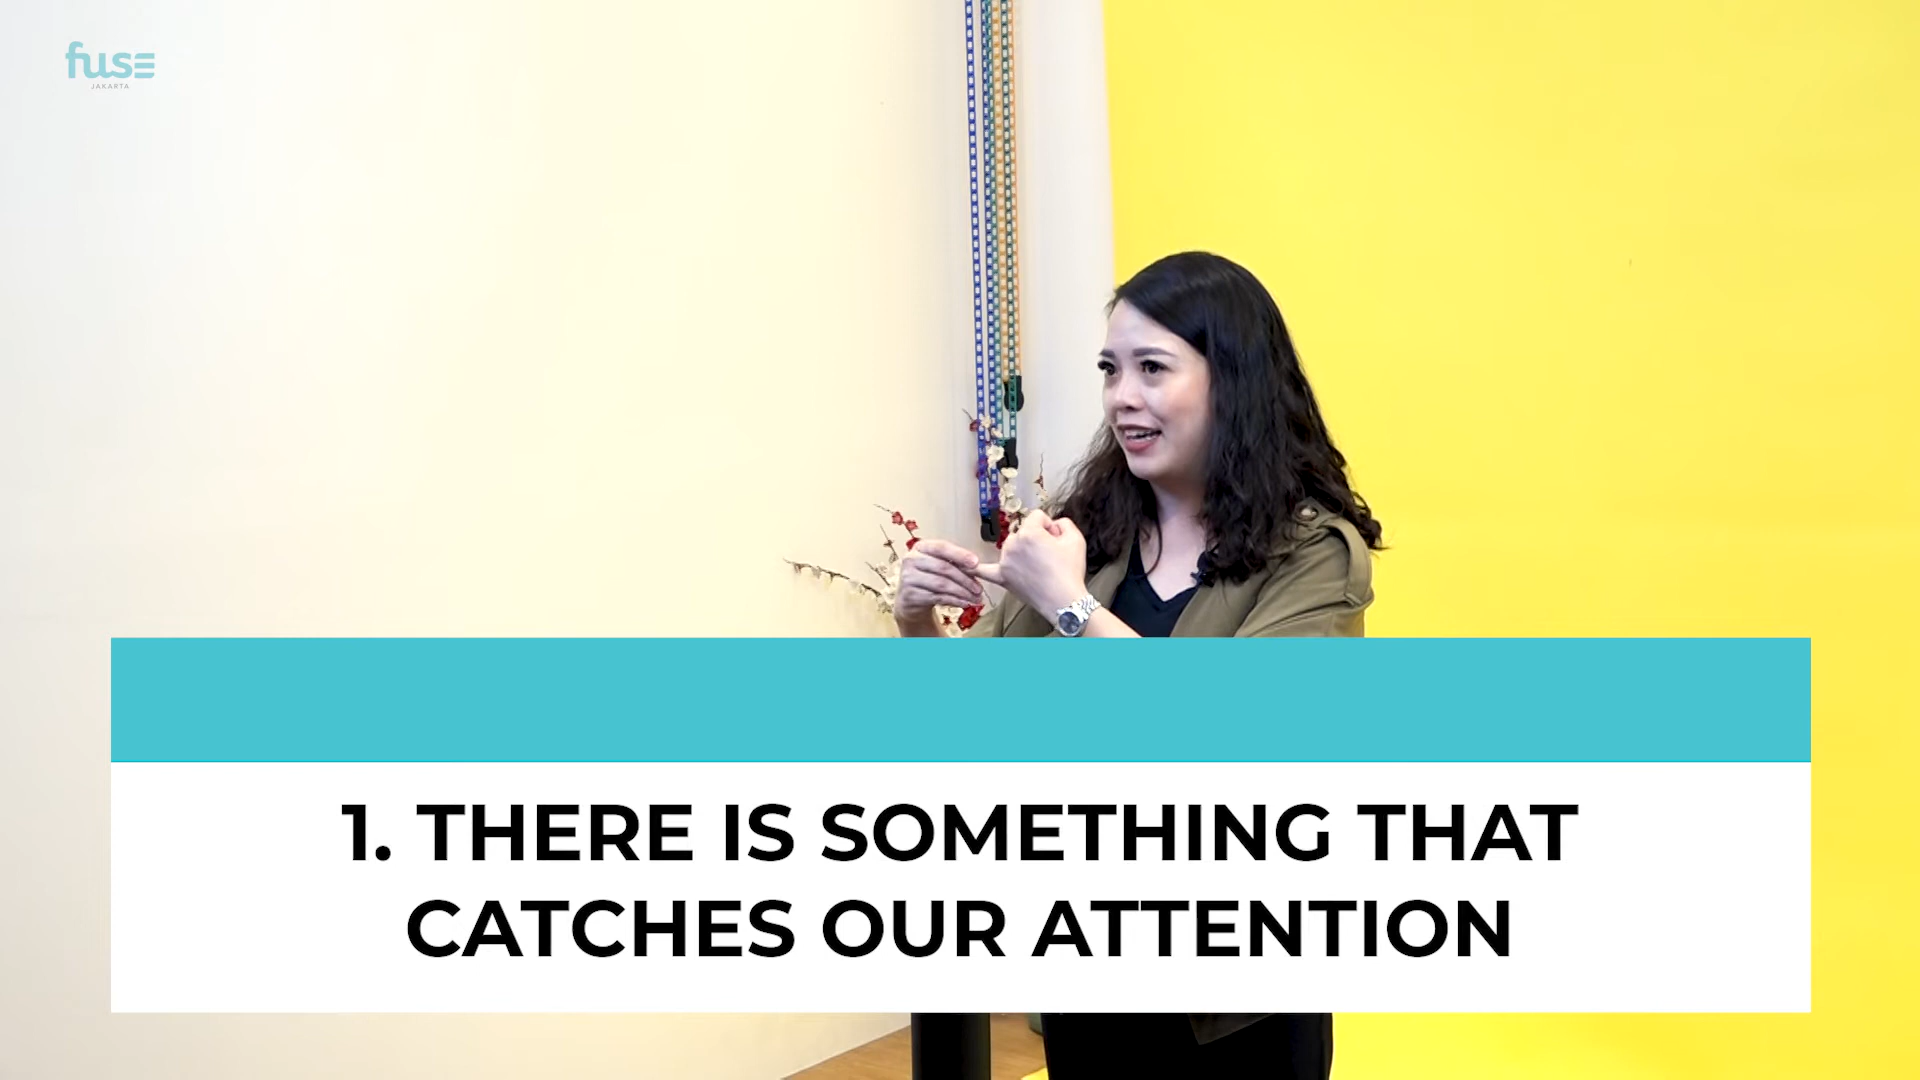 fuse
JAKARTA
1. THERE IS SOMETHING THAT
CATCHES OUR ATTENTION